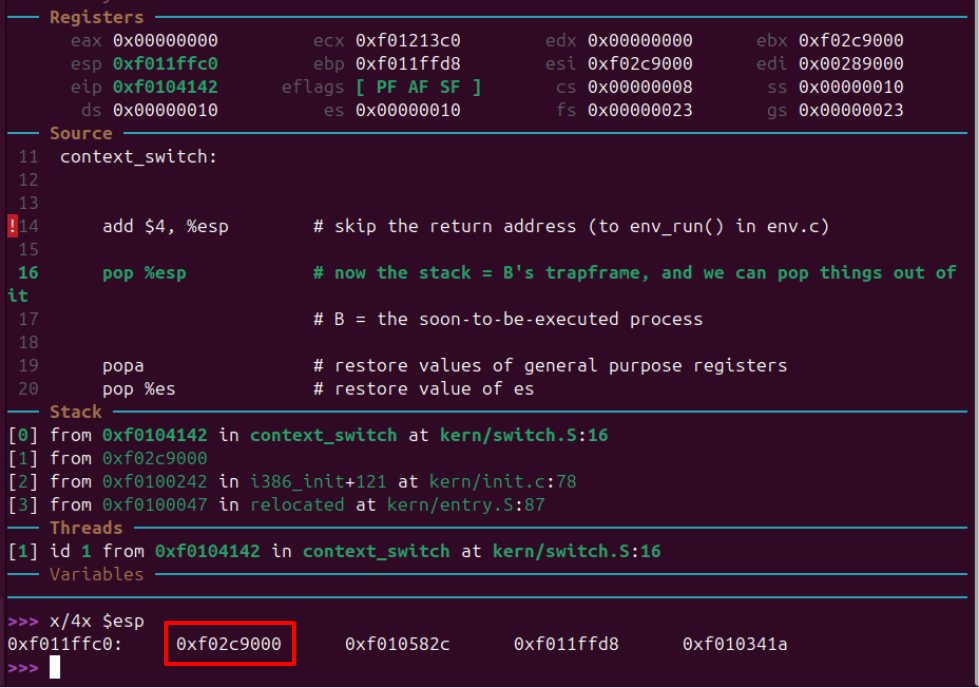 Registers
eax 0x00000000 ecx 0xf01213c0 edx 0x00000000 ebx 0xf02c9000
esp 0xf011ffc0 ebp 0xf011ffd8 esi 0xf02c9000 edi 0x00289000
eip 0xf0104142 eflags [ PF AF SF ] cs 0x00000008 ss 0x00000010
ds 0x00000010 es 0x00000010 fs 0x00000023 gs 0x00000023
Source
11 context_switch:
12
13
!14 add $4, %esp # skip the return address (to env_run() in env.c)
15
16 pop %esp # now the stack = B's trapframe, and we can pop things out of
it
17 # B = the soon-to-be-executed process
18
19 popa # restore values of general purpose registers
20 pop %es # restore value of es
Stack
[0] from 0xf0104142 in context_switch at kern/switch.S:16
[1] from 0xf02c9000
[2] from 0xf0100242 in i386_init+121 at kern/init.c:78
[3] from 0xf0100047 in relocated at kern/entry.S:87
Threads
[1] id 1 from 0xf0104142 in context_switch at kern/switch.S:16
Variables
>>> x/4x $esp
0xf011ffc0: 0xf02c9000 0xf010582c 0xf011ffd8 0xf010341a
>>>